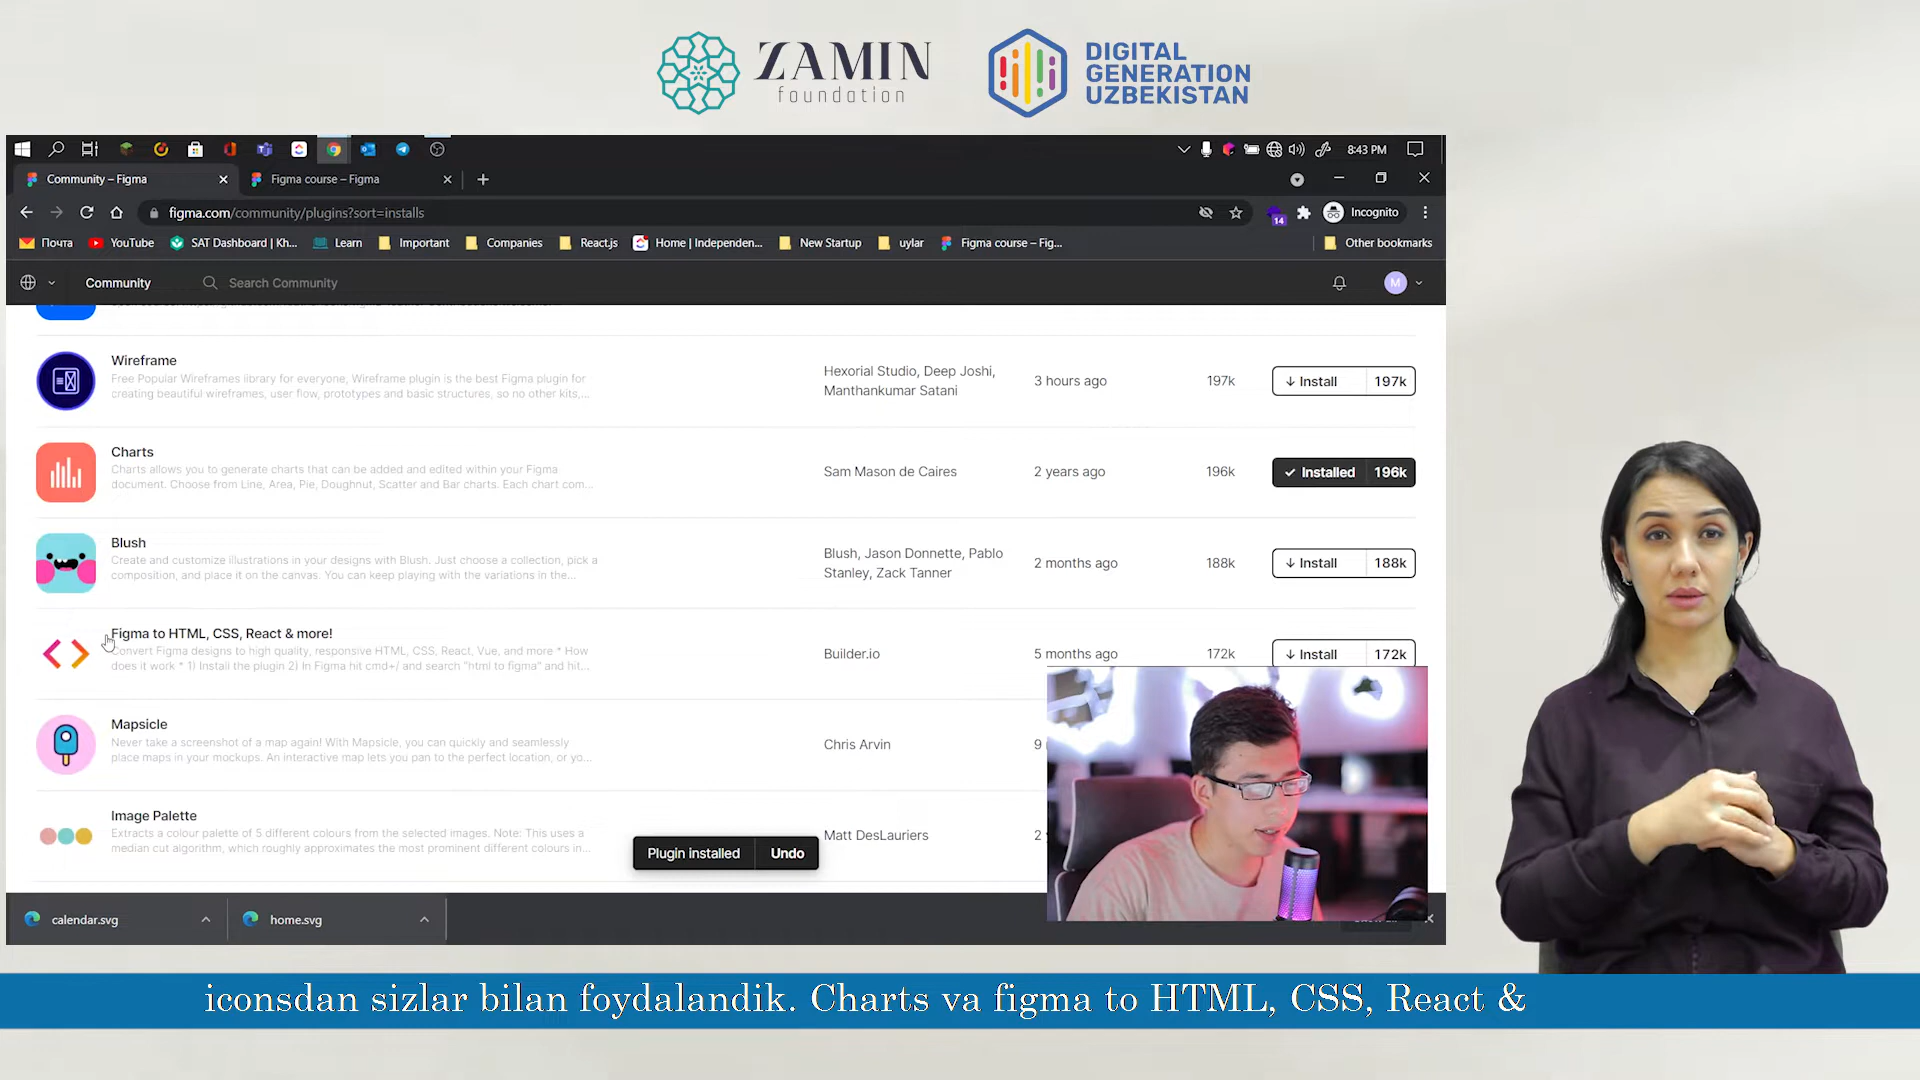 ZAMIN
foundation
DIGITAL
GENERATION
UZBEKISTAN
8:43 PM
Community – Figma
Figma course – Figma
figma.com/community/plugins?sort=installs
14
Incognito
Почта
YouTube
SAT Dashboard | Kh...
Learn
Important
Companies
React.js
Home | Independen...
New Startup
uylar
Figma course – Fig...
Other bookmarks
Community
Search Community
M
Wireframe
Free Popular Wireframes library for everyone, Wireframe plugin is the best Figma plugin for
creating beautiful wireframes, user flow, prototypes and basic structures, so no other kits,...
Hexorial Studio, Deep Joshi,
Manthankumar Satani
3 hours ago
197k
Install
197k
Charts
Charts allows you to generate charts that can be added and edited within your Figma
document. Choose from Line, Area, Pie, Doughnut, Scatter and Bar charts. Each chart com...
Sam Mason de Caires
2 years ago
196k
Installed
196k
Blush
Create and customize illustrations in your designs with Blush. Just choose a collection, pick a
composition, and place it on the canvas. You can keep playing with the variations in the...
Blush, Jason Donnette, Pablo
Stanley, Zack Tanner
2 months ago
188k
Install
188k
Figma to HTML, CSS, React & more!
Convert Figma designs to high quality, responsive HTML, CSS, React, Vue, and more * How
does it work * 1) Install the plugin 2) In Figma hit cmd+/ and search "html to figma" and hit...
Builder.io
5 months ago
172k
Install
172k
Mapsicle
Never take a screenshot of a map again! With Mapsicle, you can quickly and seamlessly
place maps in your mockups. An interactive map lets you pan to the perfect location, or yo...
Chris Arvin
9
Image Palette
Extracts a colour palette of 5 different colours from the selected images. Note: This uses a
median cut algorithm, which roughly approximates the most prominent different colours in...
Matt DesLauriers
2
Plugin installed
Undo
calendar.svg
home.svg
iconsdan sizlar bilan foydalandik. Charts va figma to HTML, CSS, React &